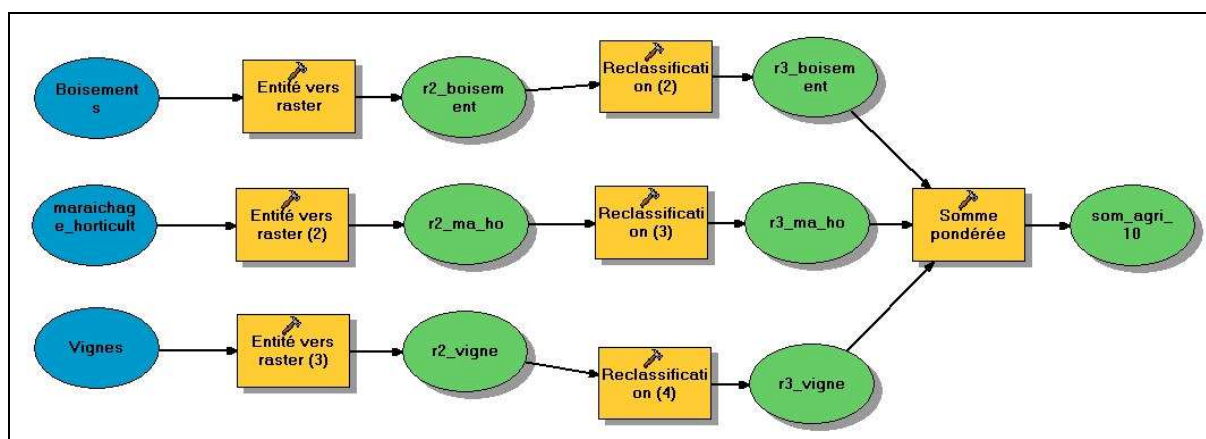 Boisement
s
Entité vers
raster
r2_boisem
ent
Reclassificati
on (2)
r3_boisem
ent
maraichag
e_horticult
Entité vers
raster (2)
r2_ma_ho
Reclassificati
on (3)
r3_ma_ho
Somme
pondérée
som_agri_
10
Vignes
Entité vers
raster (3)
r2_vigne
Reclassificati
on (4)
r3_vigne